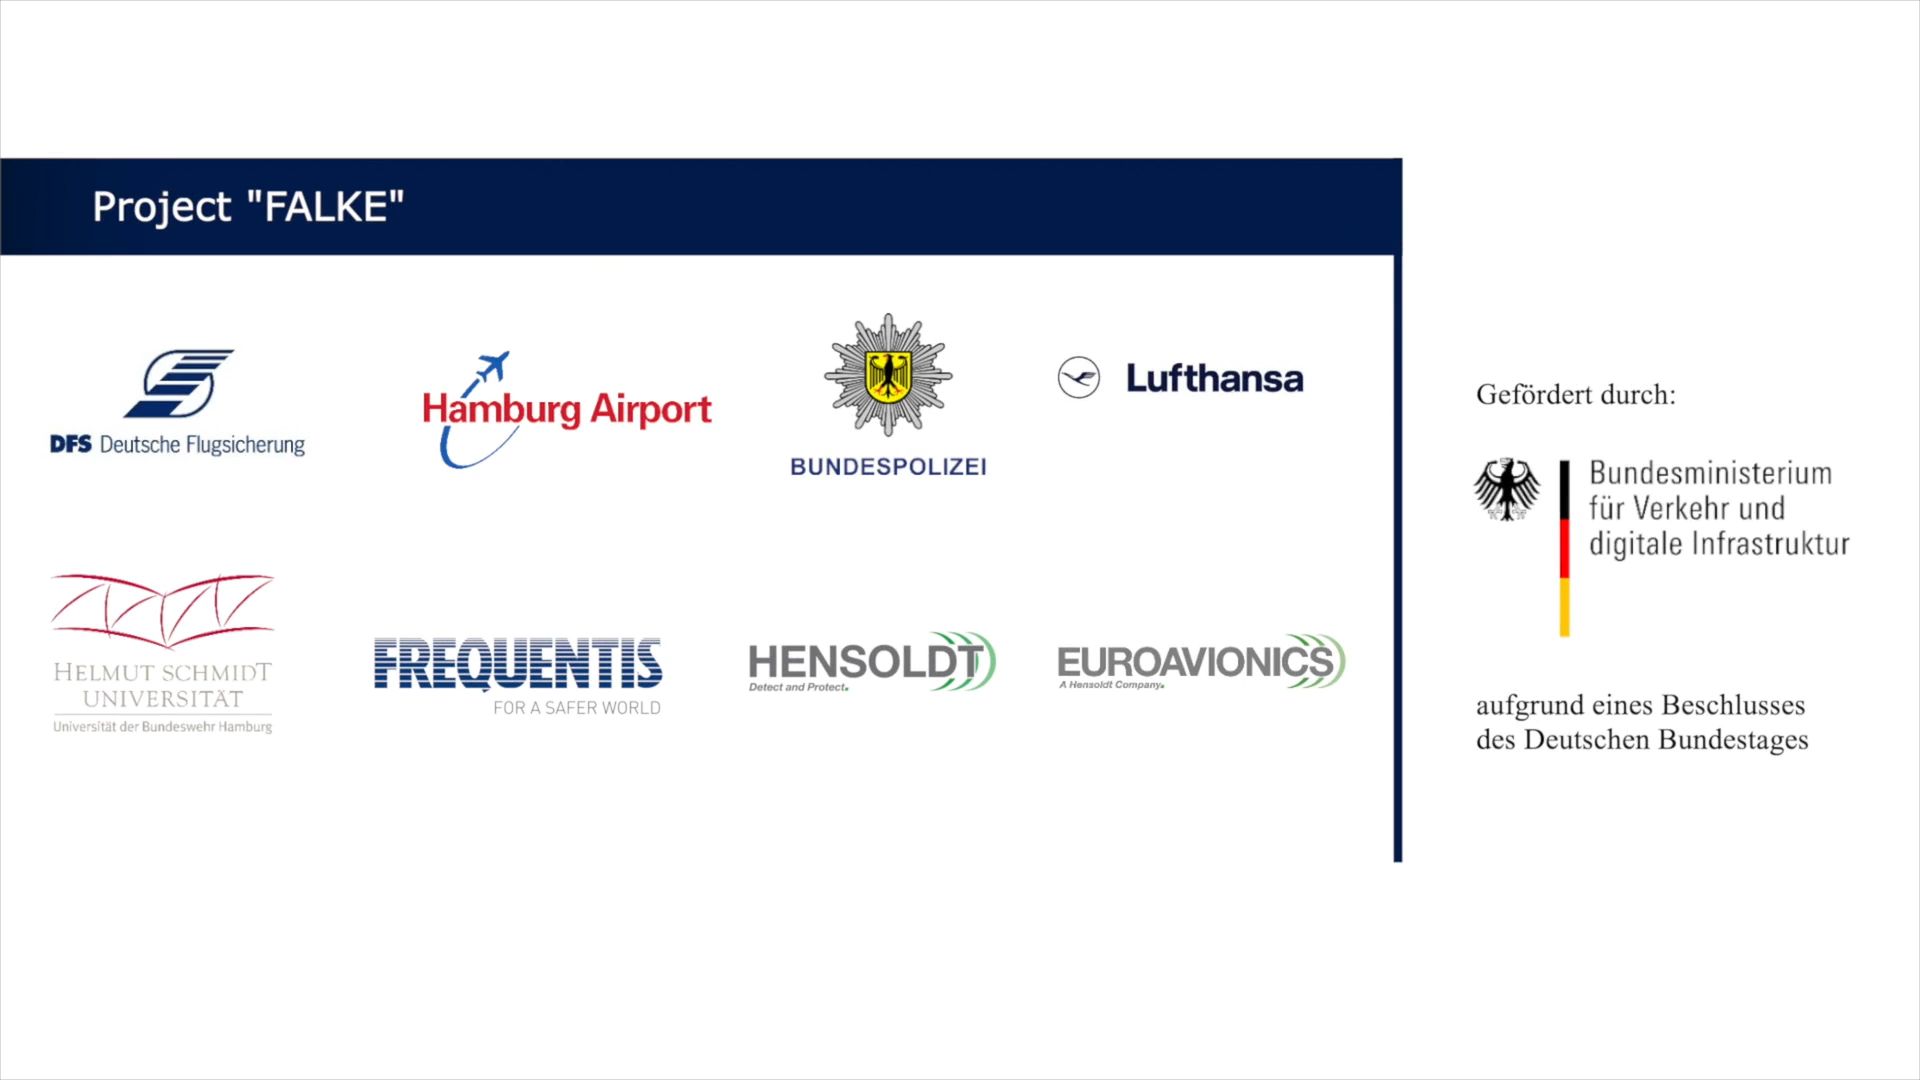 Project "FALKE"
DFS Deutsche Flugsicherung
Hamburg Airport
BUNDESPOLIZEI
Lufthansa
HELMUT SCHMIDT
UNIVERSITÄT
Universität der Bundeswehr Hamburg
FREQUENTIS
FOR A SAFER WORLD
HENSOLDT
Detect and Protect.
EUROAVIONICS
A Hensoldt Company.
Gefördert durch:
Bundesministerium
für Verkehr und
digitale Infrastruktur
aufgrund eines Beschlusses
des Deutschen Bundestages